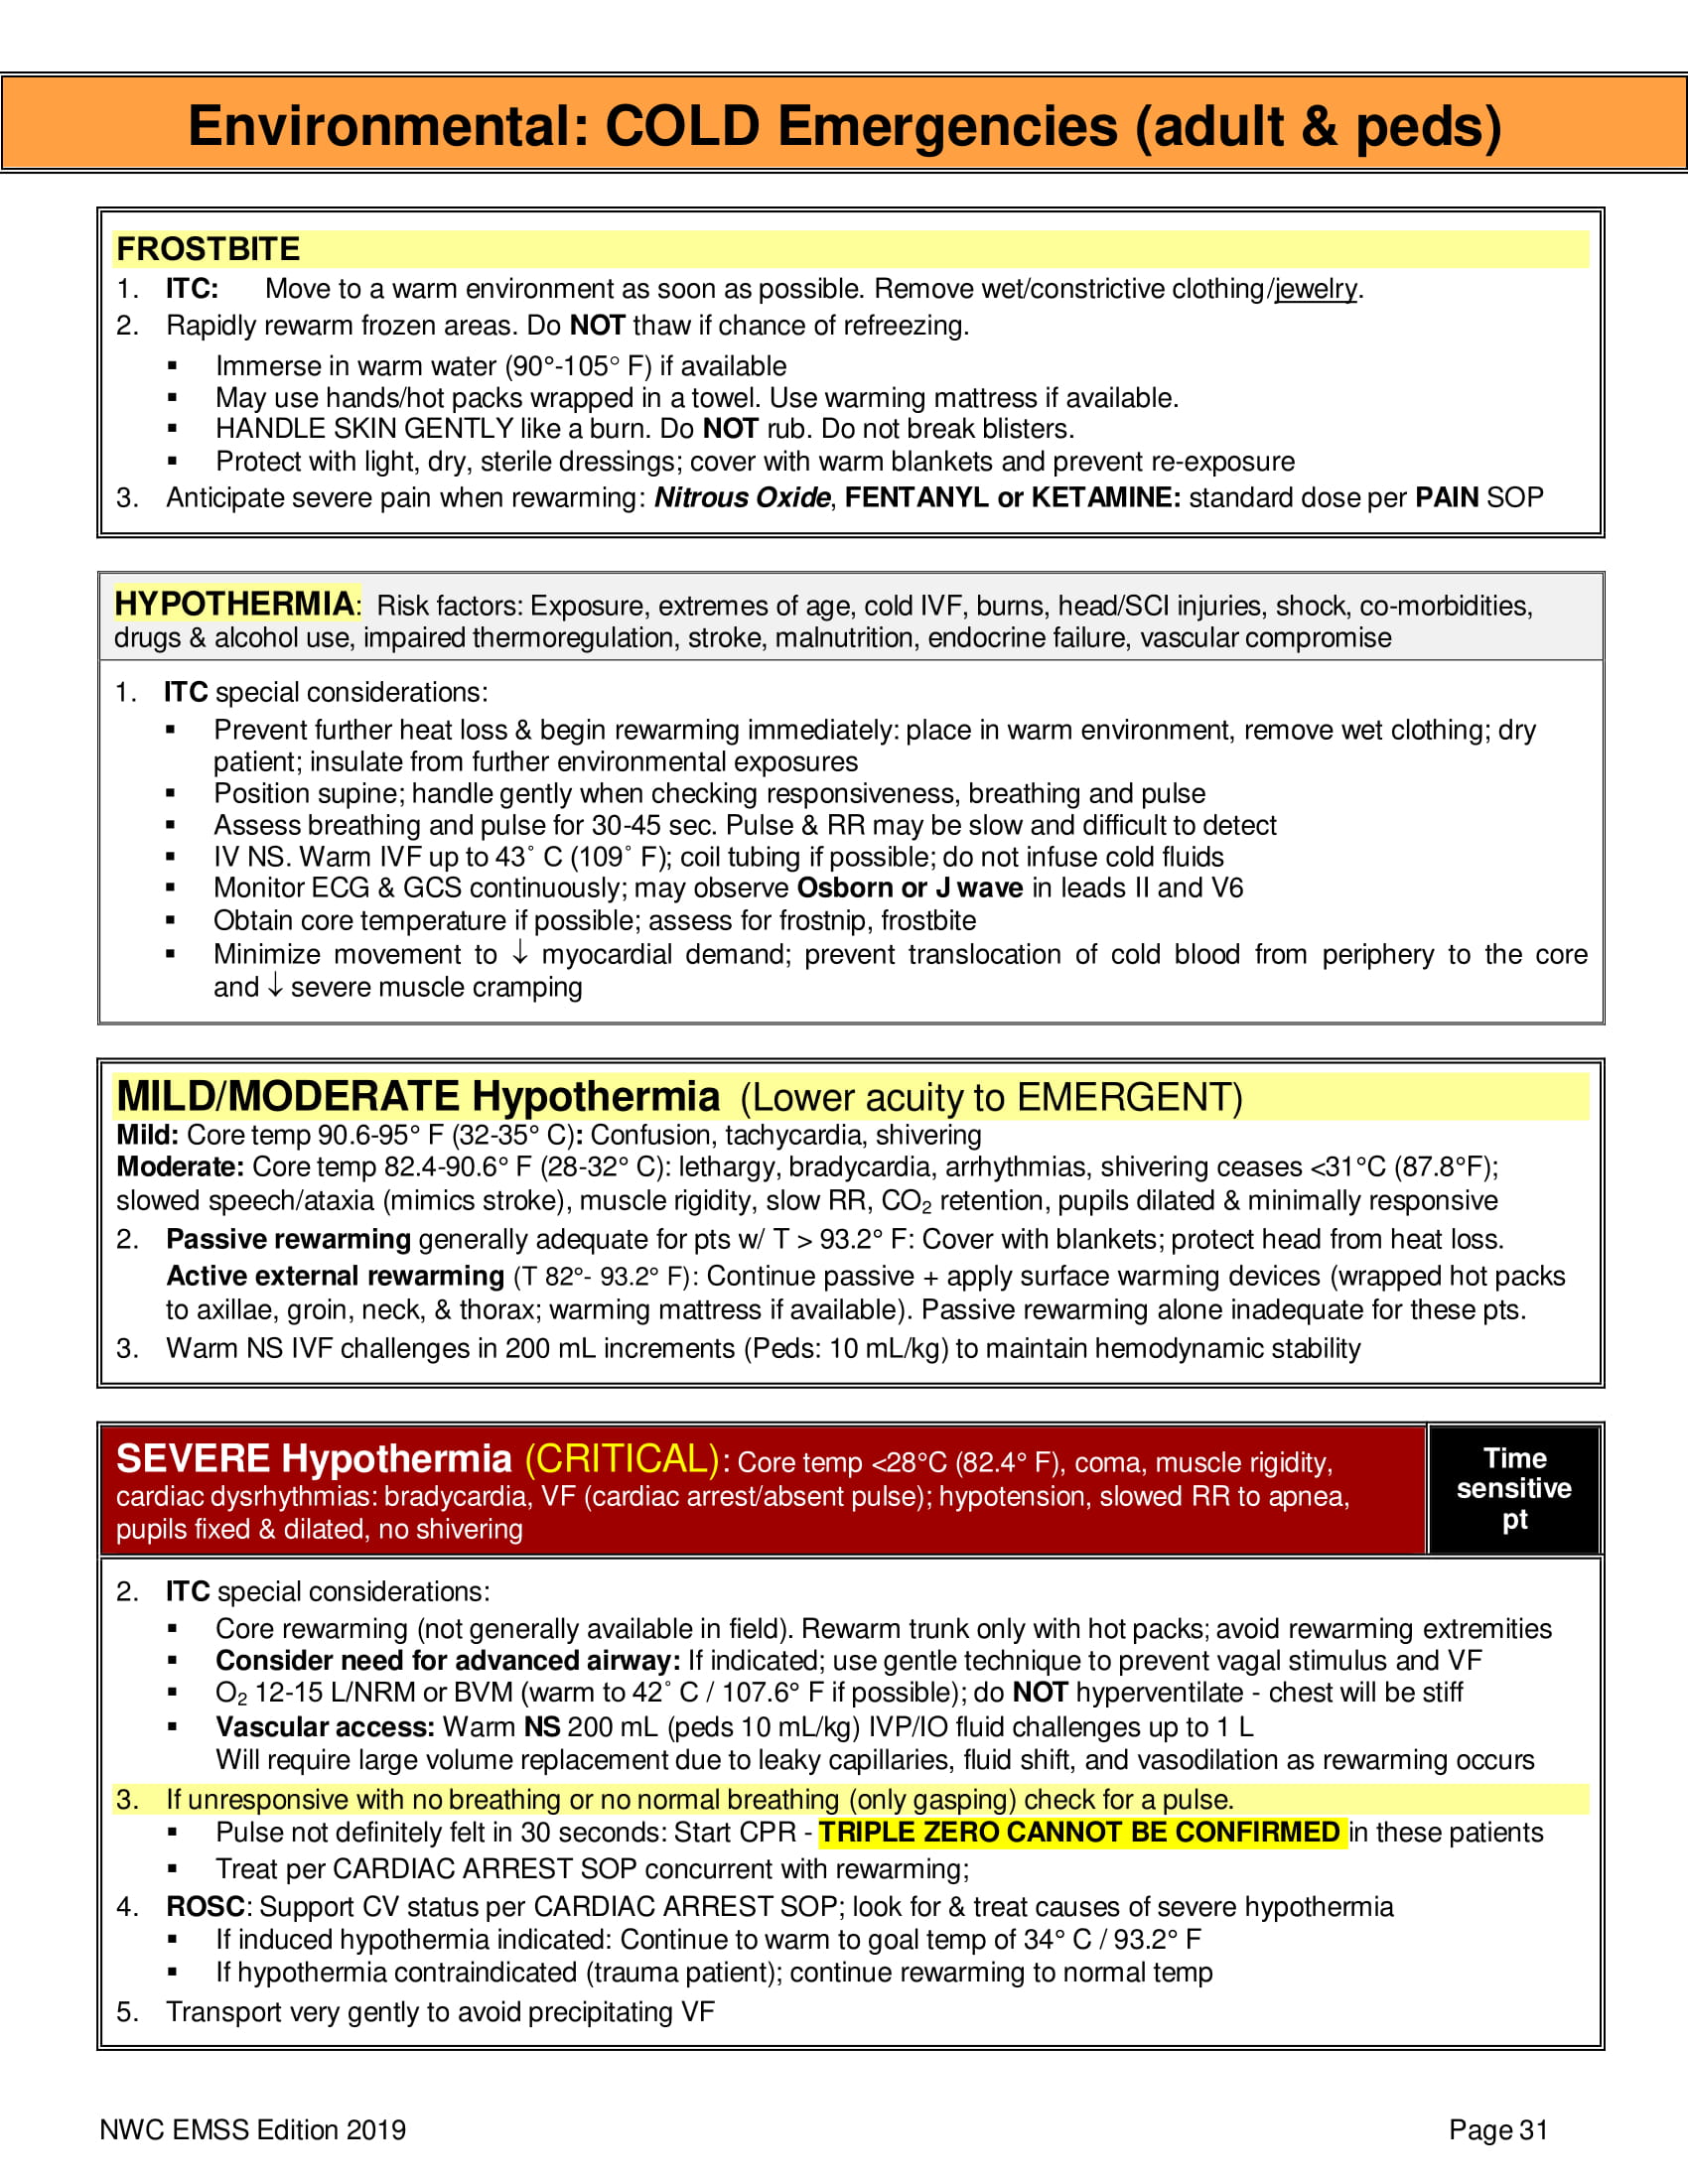 Environmental: COLD Emergencies (adult & peds)
FROSTBITE
1. ITC: Move to a warm environment as soon as possible. Remove wet/constrictive clothing/jewelry.
2. Rapidly rewarm frozen areas. Do NOT thaw if chance of refreezing.
▪ Immerse in warm water (90°-105° F) if available
▪ May use hands/hot packs wrapped in a towel. Use warming mattress if available.
▪ HANDLE SKIN GENTLY like a burn. Do NOT rub. Do not break blisters.
▪ Protect with light, dry, sterile dressings; cover with warm blankets and prevent re-exposure
3. Anticipate severe pain when rewarming: Nitrous Oxide, FENTANYL or KETAMINE: standard dose per PAIN SOP
HYPOTHERMIA: Risk factors: Exposure, extremes of age, cold IVF, burns, head/SCI injuries, shock, co-morbidities,
drugs & alcohol use, impaired thermoregulation, stroke, malnutrition, endocrine failure, vascular compromise
1. ITC special considerations:
▪ Prevent further heat loss & begin rewarming immediately: place in warm environment, remove wet clothing; dry
patient; insulate from further environmental exposures
▪ Position supine; handle gently when checking responsiveness, breathing and pulse
▪ Assess breathing and pulse for 30-45 sec. Pulse & RR may be slow and difficult to detect
▪ IV NS. Warm IVF up to 43˚ C (109˚ F); coil tubing if possible; do not infuse cold fluids
▪ Monitor ECG & GCS continuously; may observe Osborn or J wave in leads II and V6
▪ Obtain core temperature if possible; assess for frostnip, frostbite
▪ Minimize movement to ↓ myocardial demand; prevent translocation of cold blood from periphery to the core
and ↓ severe muscle cramping
MILD/MODERATE Hypothermia (Lower acuity to EMERGENT)
Mild: Core temp 90.6-95° F (32-35° C): Confusion, tachycardia, shivering
Moderate: Core temp 82.4-90.6° F (28-32° C): lethargy, bradycardia, arrhythmias, shivering ceases <31°C (87.8°F);
slowed speech/ataxia (mimics stroke), muscle rigidity, slow RR, CO₂ retention, pupils dilated & minimally responsive
2. Passive rewarming generally adequate for pts w/ T > 93.2° F: Cover with blankets; protect head from heat loss.
Active external rewarming (T 82°- 93.2° F): Continue passive + apply surface warming devices (wrapped hot packs
to axillae, groin, neck, & thorax; warming mattress if available). Passive rewarming alone inadequate for these pts.
3. Warm NS IVF challenges in 200 mL increments (Peds: 10 mL/kg) to maintain hemodynamic stability
SEVERE Hypothermia (CRITICAL): Core temp <28°C (82.4° F), coma, muscle rigidity,
cardiac dysrhythmias: bradycardia, VF (cardiac arrest/absent pulse); hypotension, slowed RR to apnea,
pupils fixed & dilated, no shivering
Time
sensitive
pt
2. ITC special considerations:
▪ Core rewarming (not generally available in field). Rewarm trunk only with hot packs; avoid rewarming extremities
▪ Consider need for advanced airway: If indicated; use gentle technique to prevent vagal stimulus and VF
▪ O₂ 12-15 L/NRM or BVM (warm to 42˚ C / 107.6° F if possible); do NOT hyperventilate - chest will be stiff
▪ Vascular access: Warm NS 200 mL (peds 10 mL/kg) IVP/IO fluid challenges up to 1 L
Will require large volume replacement due to leaky capillaries, fluid shift, and vasodilation as rewarming occurs
3. If unresponsive with no breathing or no normal breathing (only gasping) check for a pulse.
▪ Pulse not definitely felt in 30 seconds: Start CPR - TRIPLE ZERO CANNOT BE CONFIRMED in these patients
▪ Treat per CARDIAC ARREST SOP concurrent with rewarming;
4. ROSC: Support CV status per CARDIAC ARREST SOP; look for & treat causes of severe hypothermia
▪ If induced hypothermia indicated: Continue to warm to goal temp of 34° C / 93.2° F
▪ If hypothermia contraindicated (trauma patient); continue rewarming to normal temp
5. Transport very gently to avoid precipitating VF
NWC EMSS Edition 2019
Page 31